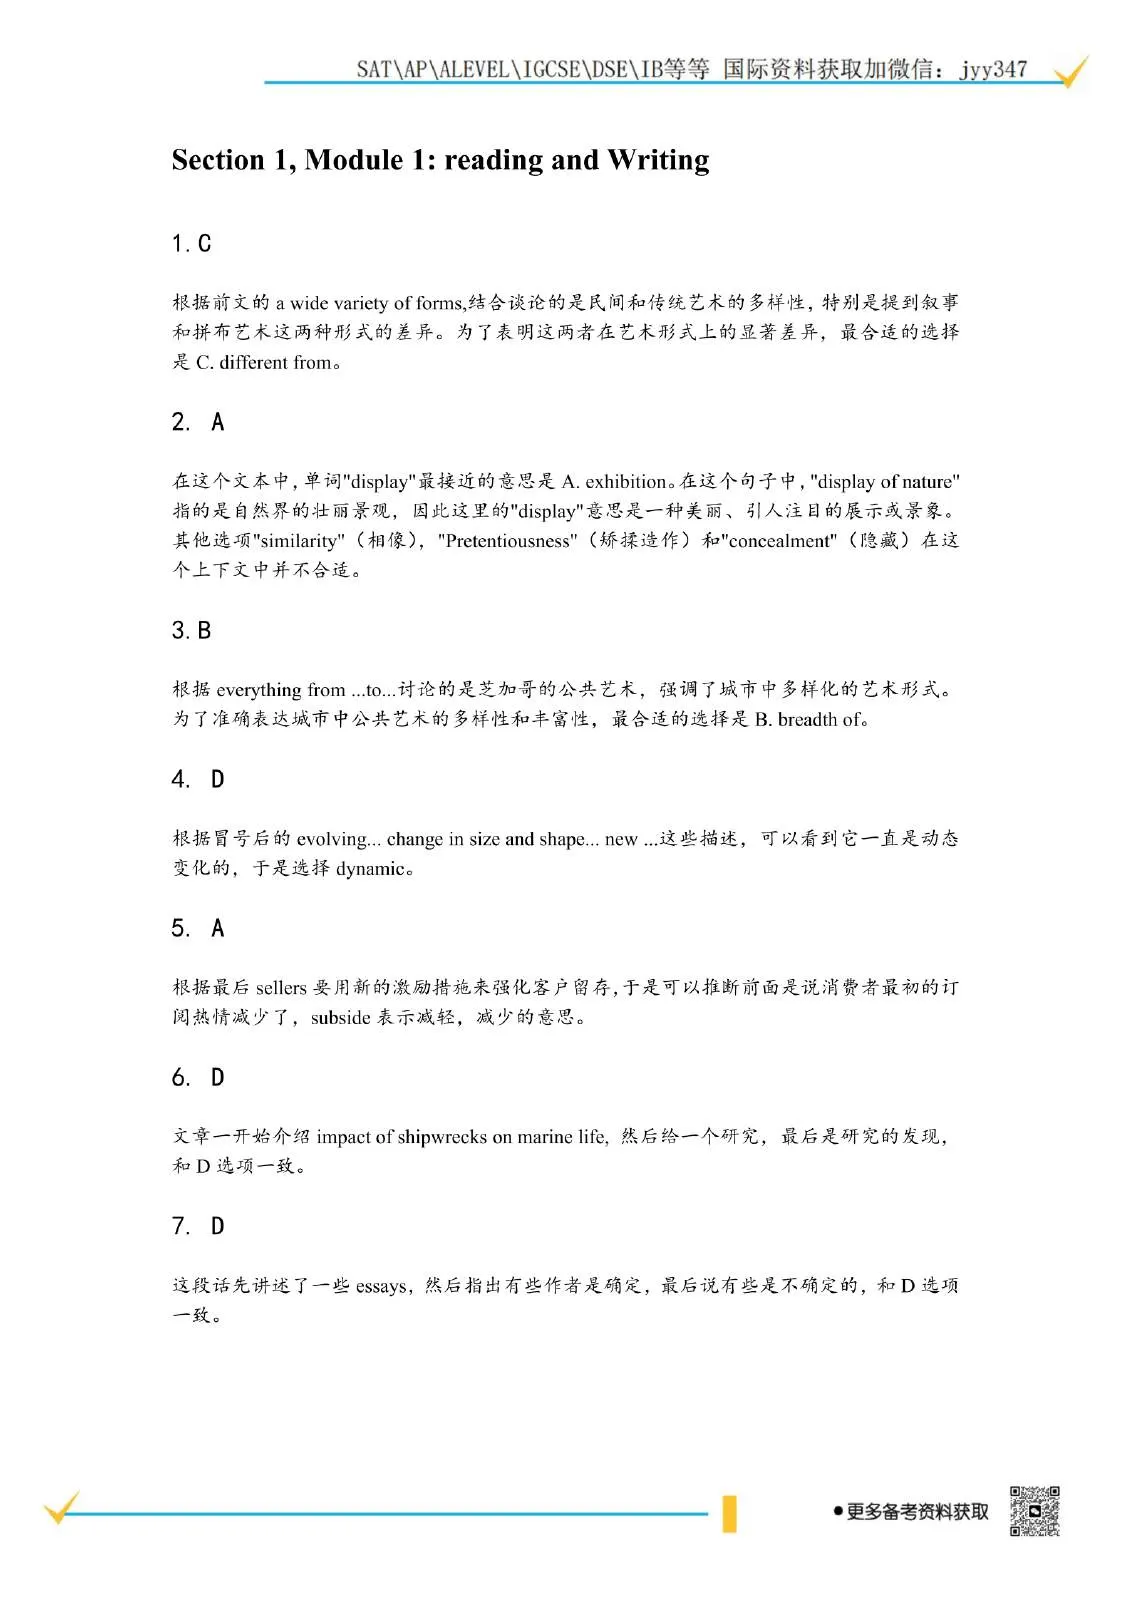 SAT\AP\ALEVEL\IGCSE\DSE\IB等等 国际资料获取加微信：jyy347
Section 1, Module 1: reading and Writing
1. C
根据前文的 a wide variety of forms,结合谈论的是民间和传统艺术的多样性，特别是提到叙事
和拼布艺术这两种形式的差异。为了表明这两者在艺术形式上的显著差异，最合适的选择
是 C. different from。
2. A
在这个文本中，单词"display"最接近的意思是 A. exhibition。在这个句子中，"display of nature"
指的是自然界的壮丽景观，因此这里的"display"意思是一种美丽、引人注目的展示或景象。
其他选项"similarity"（相像），"Pretentiousness"（矫揉造作）和"concealment"（隐藏）在这
个上下文中并不合适。
3. B
根据 everything from ...to...讨论的是芝加哥的公共艺术，强调了城市中多样化的艺术形式。
为了准确表达城市中公共艺术的多样性和丰富性，最合适的选择是 B. breadth of。
4. D
根据冒号后的 evolving... change in size and shape... new ...这些描述，可以看到它一直是动态
变化的，于是选择 dynamic。
5. A
根据最后 sellers 要用新的激励措施来强化客户留存,于是可以推断前面是说消费者最初的订
阅热情减少了，subside 表示减轻，减少的意思。
6. D
文章一开始介绍 impact of shipwrecks on marine life, 然后给一个研究，最后是研究的发现，
和 D 选项一致。
7. D
这段话先讲述了一些 essays，然后指出有些作者是确定，最后说有些是不确定的，和 D 选项
一致。
●更多备考资料获取